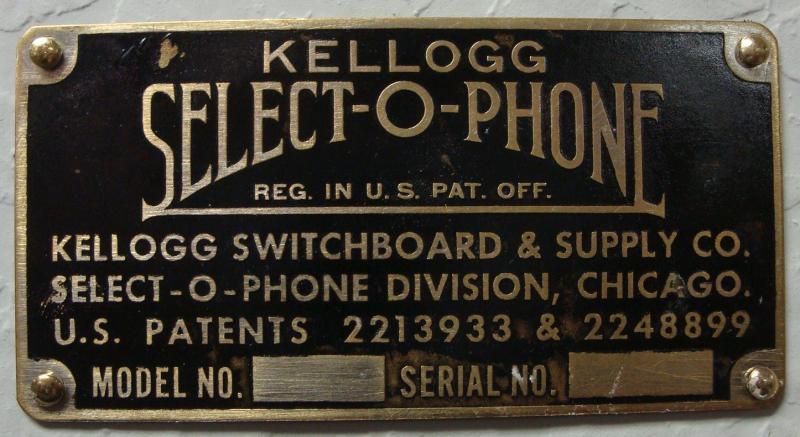 KELLOGG
SELECT-O-PHONE
REG. IN U.S. PAT. OFF.
KELLOGG SWITCHBOARD & SUPPLY CO.
SELECT-O-PHONE DIVISION, CHICAGO.
U.S. PATENTS 2213933 & 2248899
MODEL NO. SERIAL NO.